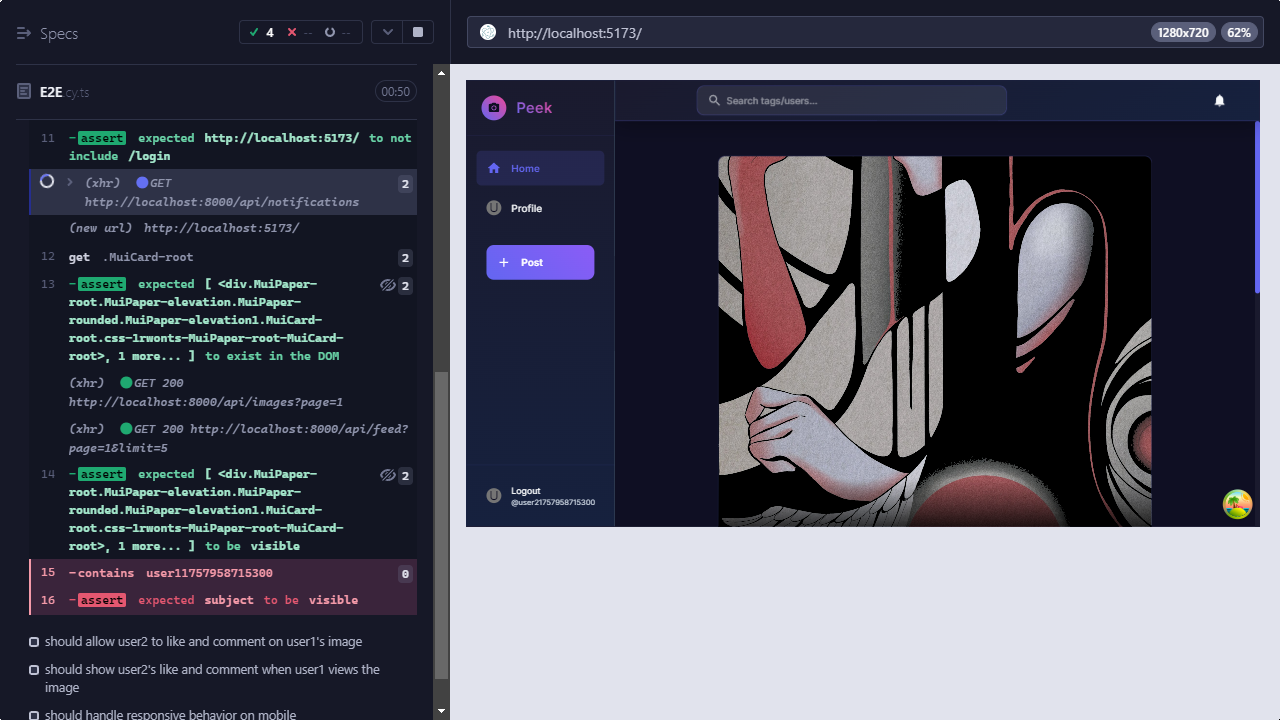 Specs
4
--
--
E2E.cy.ts
00:50
11 -assert expected http://localhost:5173/ to not
include /login
(xhr) GET 2
http://localhost:8000/api/notifications
(new url) http://localhost:5173/
12 get .MuiCard-root 2
13 -assert expected [ <div.MuiPaper- 2
root.MuiPaper-elevation.MuiPaper-
rounded.MuiPaper-elevation1.MuiCard-
root.css-1rwonts-MuiPaper-root-MuiCard-
root>, 1 more... ] to exist in the DOM
(xhr) GET 200
http://localhost:8000/api/images?page=1
(xhr) GET 200 http://localhost:8000/api/feed?
page=1&limit=5
14 -assert expected [ <div.MuiPaper- 2
root.MuiPaper-elevation.MuiPaper-
rounded.MuiPaper-elevation1.MuiCard-
root.css-1rwonts-MuiPaper-root-MuiCard-
root>, 1 more... ] to be visible
15 -contains user11757958715300 0
16 -assert expected subject to be visible
should allow user2 to like and comment on user1's image
should show user2's like and comment when user1 views the
image
should handle responsive behavior on mobile
http://localhost:5173/
1280x720
62%
Peek
Search tags/users...
Home
U Profile
+ Post
U Logout
@user21757958715300